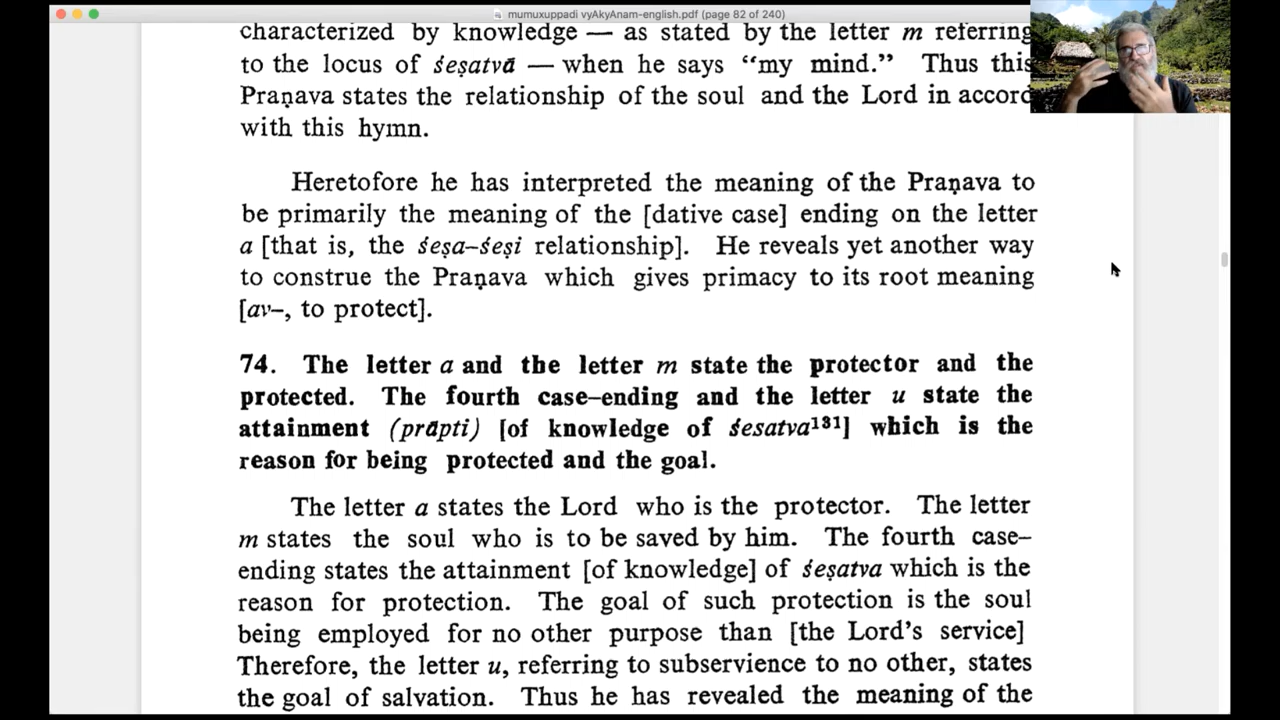 mumuxuppadi vyAkyAnam-english.pdf (page 82 of 240)
characterized by knowledge — as stated by the letter m referring
to the locus of śeṣatvā — when he says “my mind.” Thus this
Praṇava states the relationship of the soul and the Lord in accord
with this hymn.
Heretofore he has interpreted the meaning of the Praṇava to
be primarily the meaning of the [dative case] ending on the letter
a [that is, the śeṣa–śeṣi relationship]. He reveals yet another way
to construe the Praṇava which gives primacy to its root meaning
[av–, to protect].
74. The letter a and the letter m state the protector and the
protected. The fourth case–ending and the letter u state the
attainment (prāpti) [of knowledge of śesatva¹³¹] which is the
reason for being protected and the goal.
The letter a states the Lord who is the protector. The letter
m states the soul who is to be saved by him. The fourth case–
ending states the attainment [of knowledge] of śeṣatva which is the
reason for protection. The goal of such protection is the soul
being employed for no other purpose than [the Lord’s service]
Therefore, the letter u, referring to subservience to no other, states
the goal of salvation. Thus he has revealed the meaning of the